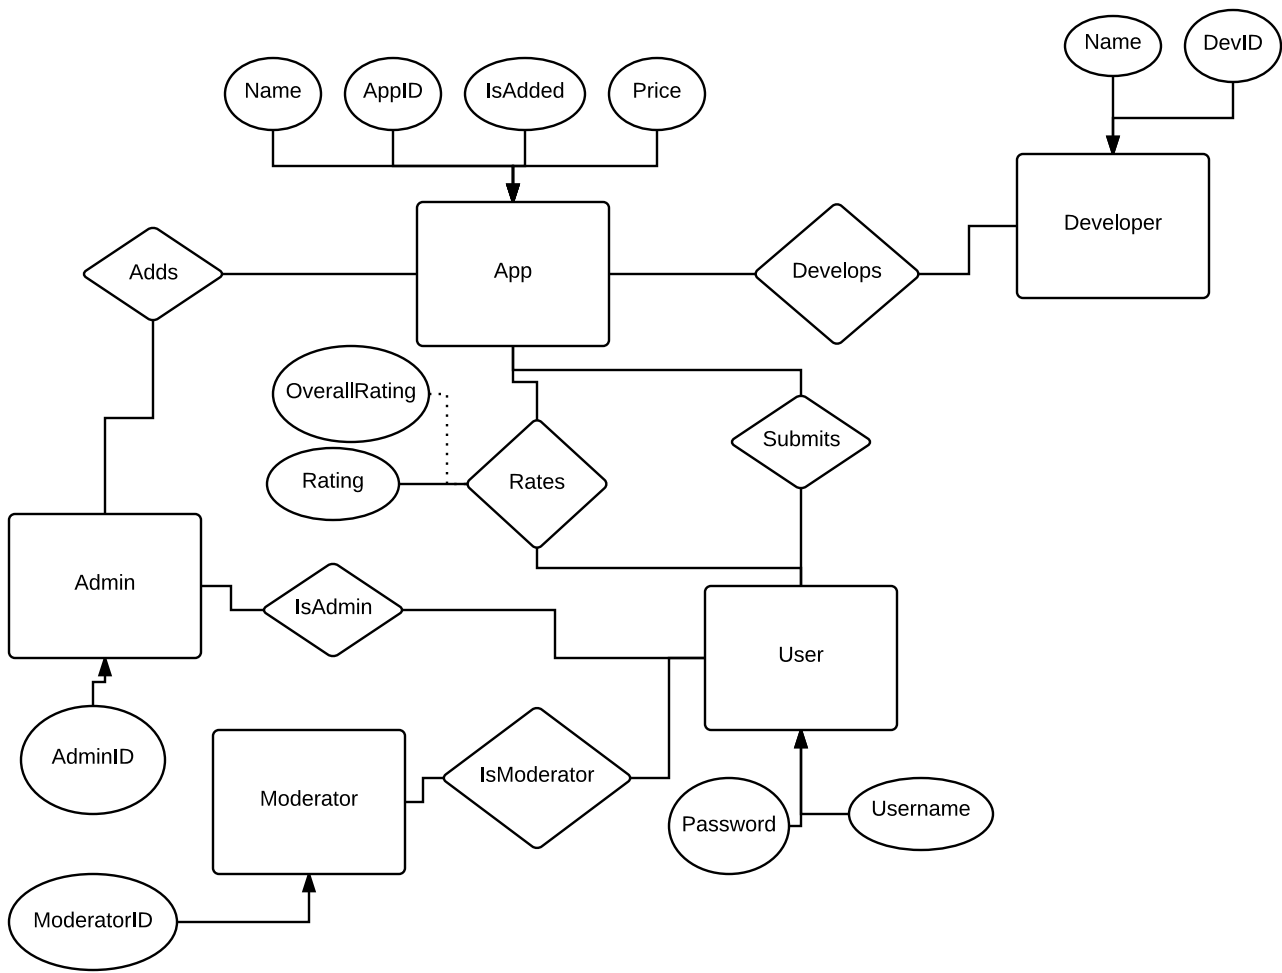 Name
DevID
Name
AppID
IsAdded
Price
Developer
Adds
App
Develops
OverallRating
Submits
Rating
Rates
Admin
IsAdmin
User
AdminID
IsModerator
Moderator
Password
Username
ModeratorID